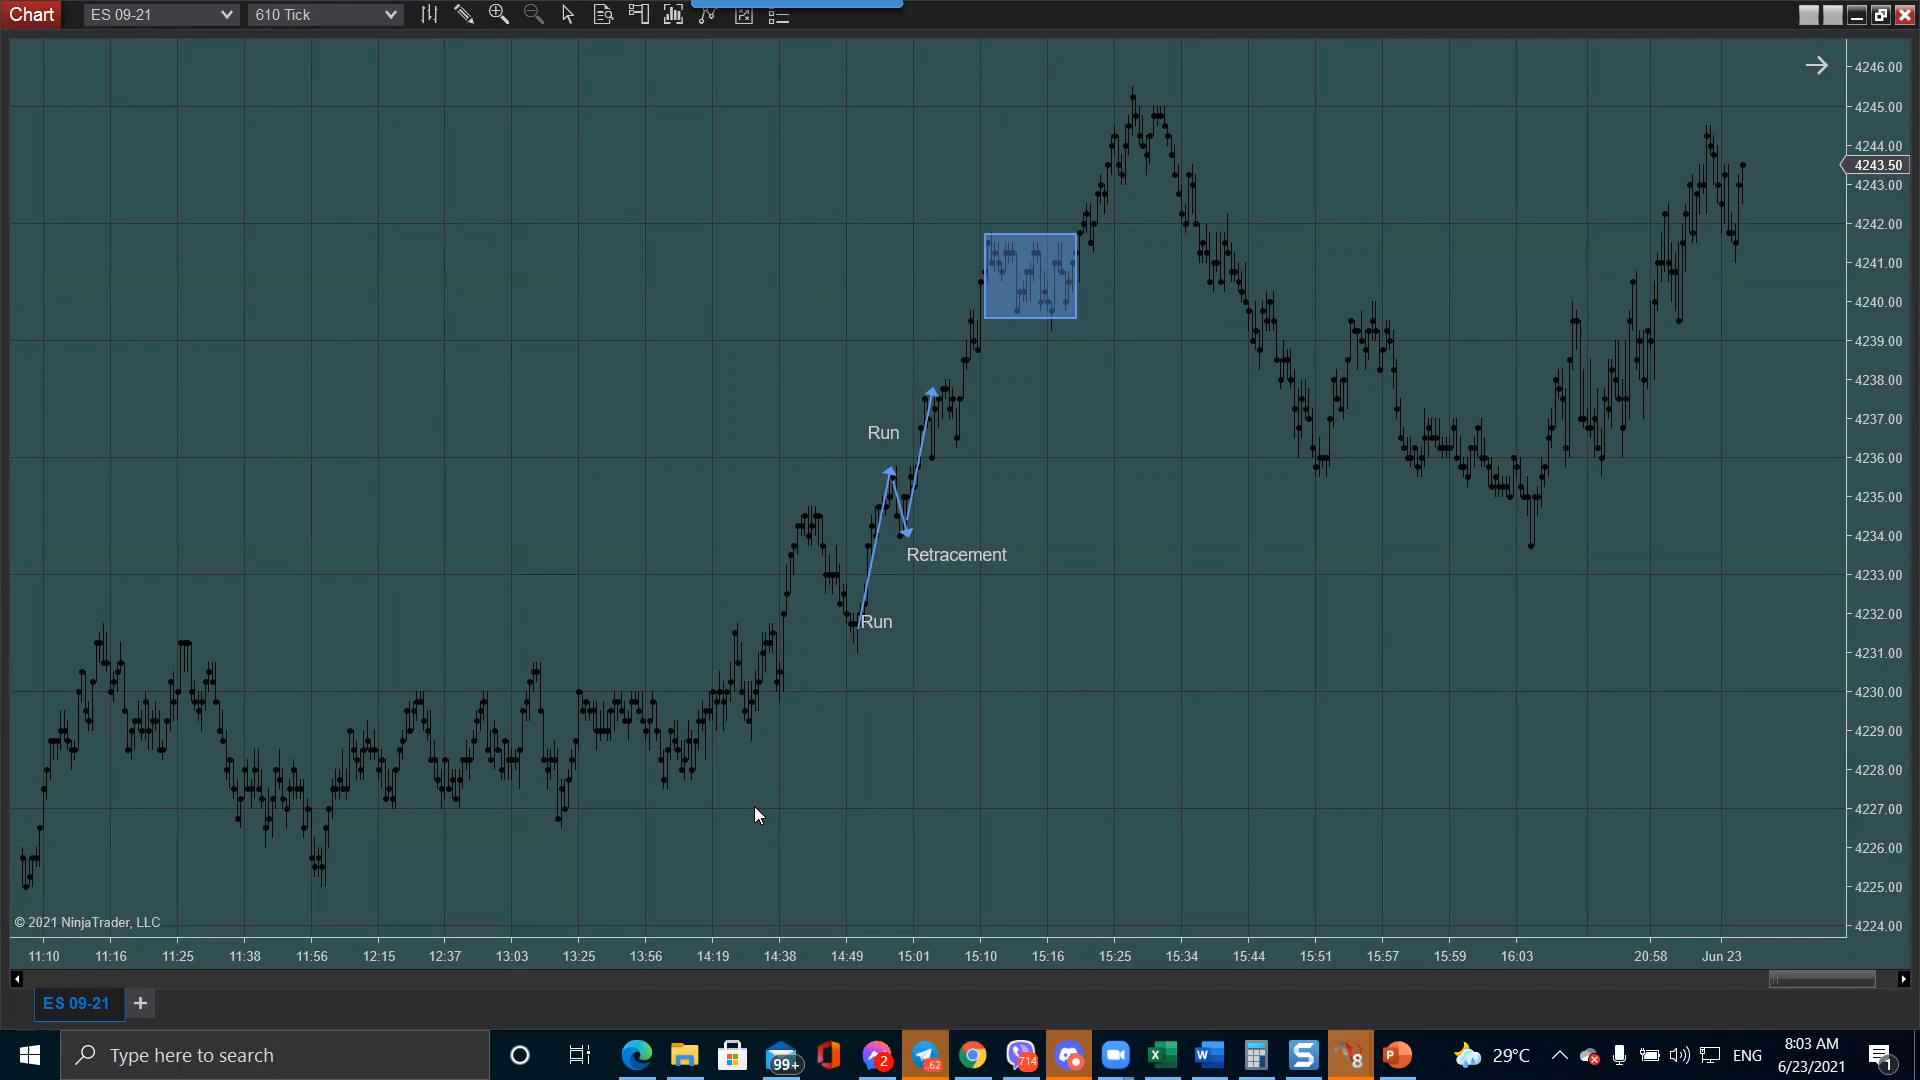 Chart
ES 09-21
610 Tick
4246.00
4245.00
4244.00
4243.50
4243.00
4242.00
4241.00
4240.00
4239.00
4238.00
4237.00
4236.00
4235.00
4234.00
4233.00
4232.00
4231.00
4230.00
4229.00
4228.00
4227.00
4226.00
4225.00
4224.00
Run
Retracement
Run
© 2021 NinjaTrader, LLC
11:10 11:16 11:25 11:38 11:56 12:15 12:37 13:03 13:25 13:56 14:19 14:38 14:49 15:01 15:10 15:16 15:25 15:34 15:44 15:51 15:57 15:59 16:03 20:58 Jun 23
ES 09-21 +
Type here to search
99+
2
..62
714
8
29°C
ENG
8:03 AM
6/23/2021
1